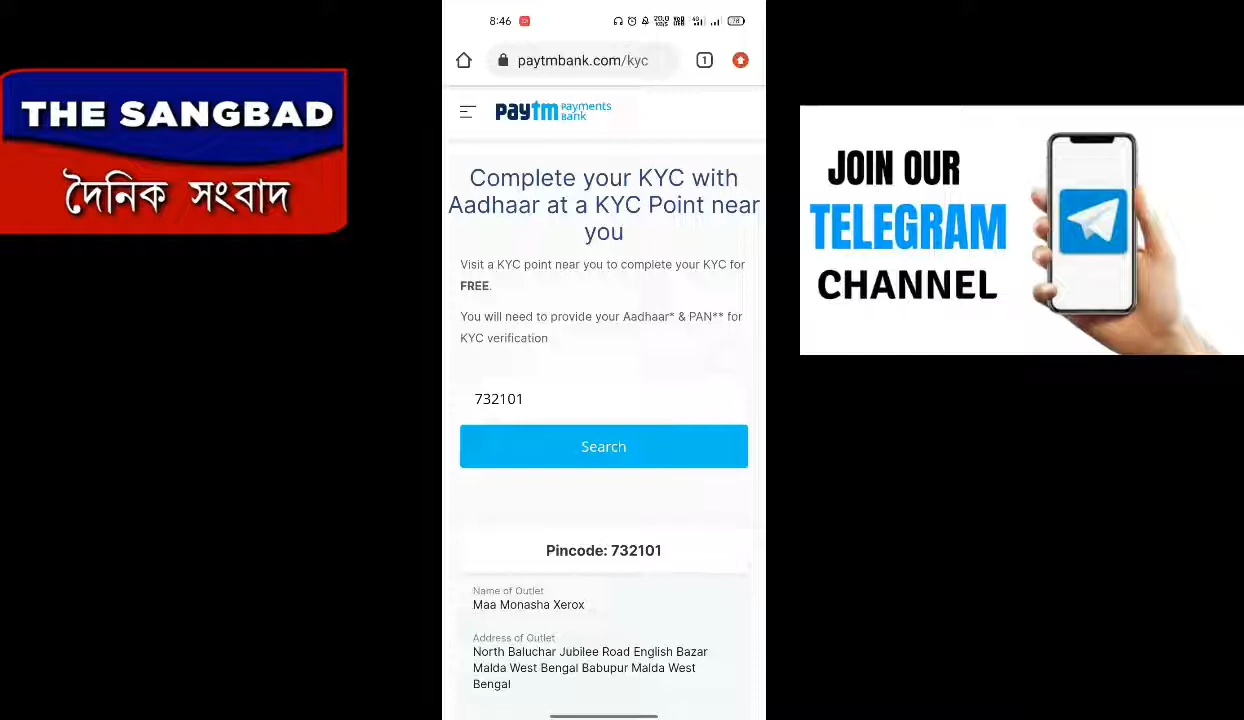 THE SANGBAD
দৈনিক সংবাদ
8:46
78
paytmbank.com/kyc
1
paytm Payments Bank
Complete your KYC with
Aadhaar at a KYC Point near
you
Visit a KYC point near you to complete your KYC for
FREE.
You will need to provide your Aadhaar* & PAN** for
KYC verification
732101
Search
Pincode: 732101
Name of Outlet
Maa Monasha Xerox
Address of Outlet
North Baluchar Jubilee Road English Bazar
Malda West Bengal Babupur Malda West
Bengal
JOIN OUR
TELEGRAM
CHANNEL